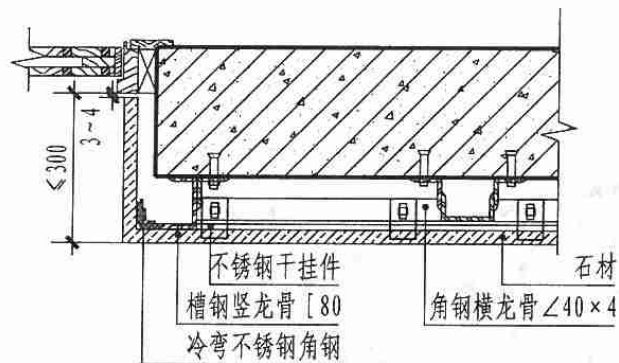 3~4
≤300
不锈钢干挂件
槽钢竖龙骨 [ 80
冷弯不锈钢角钢
石材
角钢横龙骨∠40×4